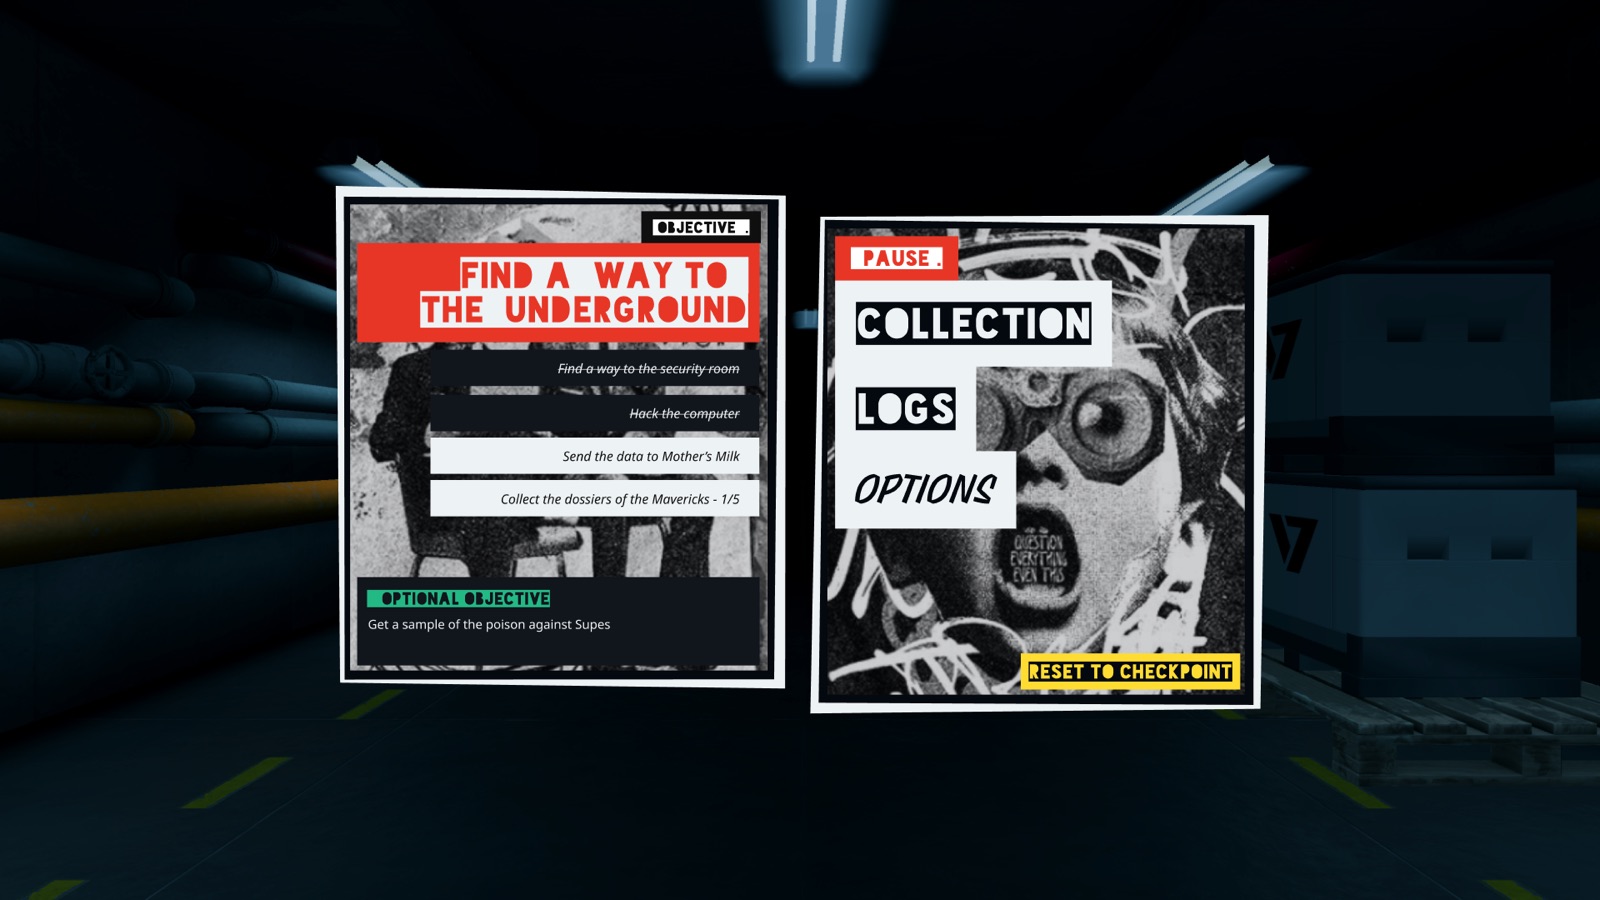 OBJECTIVE .
FIND A WAY TO
THE UNDERGROUND
Find a way to the security room
Hack the computer
Send the data to Mother's Milk
Collect the dossiers of the Mavericks - 1/5
OPTIONAL OBJECTIVE
Get a sample of the poison against Supes
PAUSE .
COLLECTION
LOGS
OPTIONS
QUESTION
EVERYTHING
EVEN THIS
RESET TO CHECKPOINT